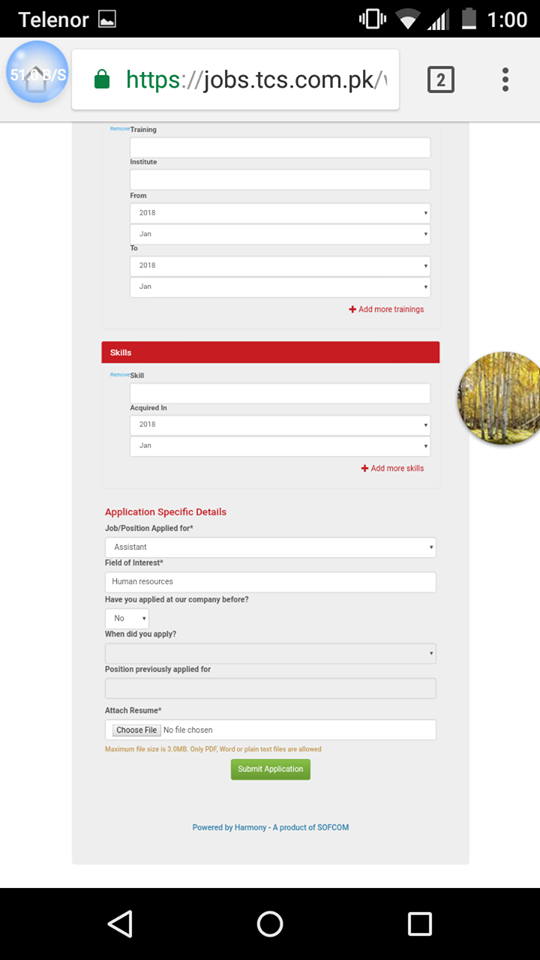 Telenor 1:00
51.0 B/S
https://jobs.tcs.com.pk/
2
Remove Training
Institute
From
2018
Jan
To
2018
Jan
+ Add more trainings
Skills
Remove Skill
Acquired In
2018
Jan
+ Add more skills
Application Specific Details
Job/Position Applied for*
Assistant
Field of Interest*
Human resources
Have you applied at our company before?
No
When did you apply?
Position previously applied for
Attach Resume*
Choose File No file chosen
Maximum file size is 3.0MB. Only PDF, Word or plain text files are allowed
Submit Application
Powered by Harmony - A product of SOFCOM